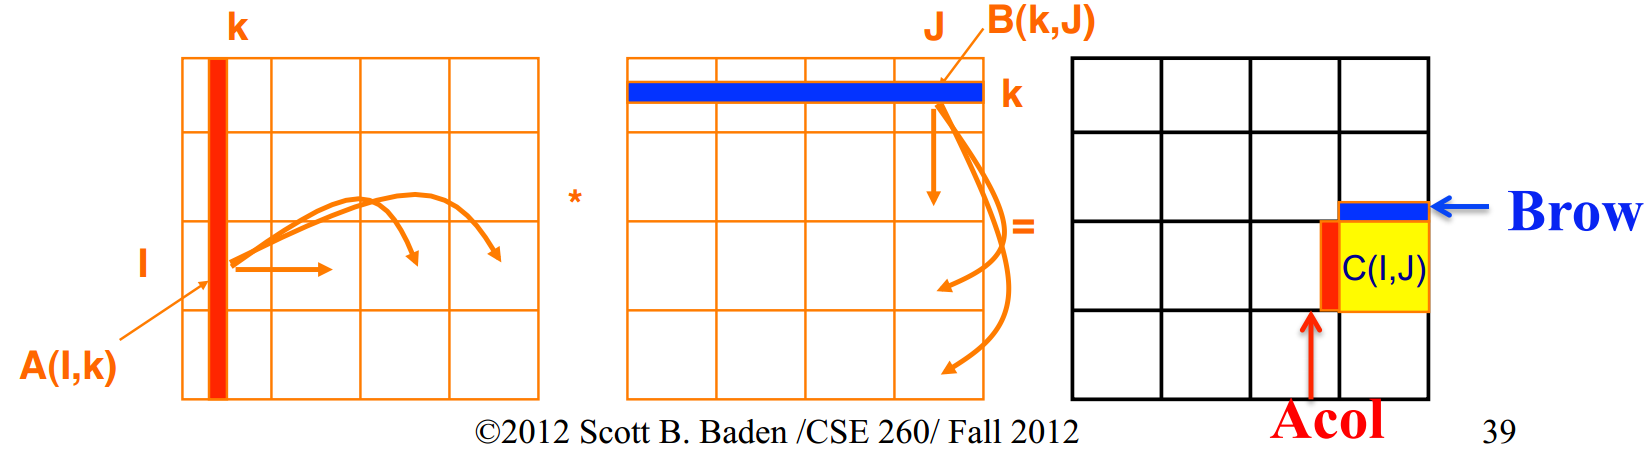 k
J
B(k,J)
k
*
=
I
A(I,k)
C(I,J)
Brow
Acol
©2012 Scott B. Baden /CSE 260/ Fall 2012
39